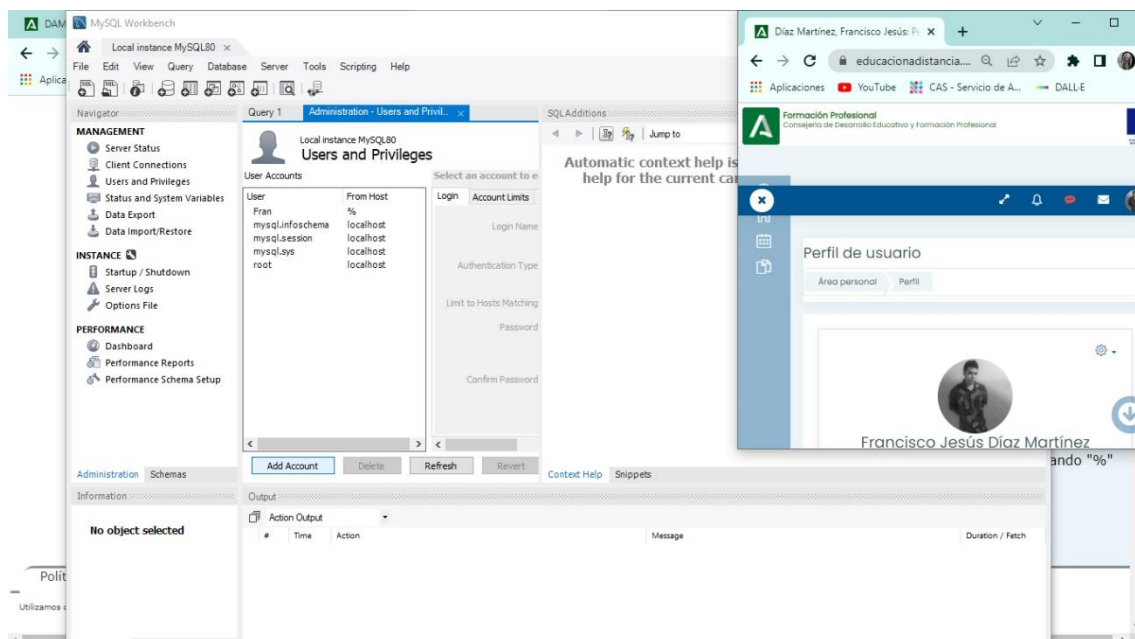 DAM
Aplica
MySQL Workbench
Local instance MySQL80
File Edit View Query Database Server Tools Scripting Help
Navigator
MANAGEMENT
Server Status
Client Connections
Users and Privileges
Status and System Variables
Data Export
Data Import/Restore
INSTANCE
Startup / Shutdown
Server Logs
Options File
PERFORMANCE
Dashboard
Performance Reports
Performance Schema Setup
Administration Schemas
Information
No object selected
Query 1 Administration - Users and Privil...
Local instance MySQL80
Users and Privileges
User Accounts Select an account to e
User From Host
Fran %
mysql.infoschema localhost
mysql.session localhost
mysql.sys localhost
root localhost
Login Account Limits
Login Name
Authentication Type
Limit to Hosts Matching
Password
Confirm Password
Add Account Delete Refresh Revert
SQLAdditions
Jump to
Automatic context help is
help for the current car
Context Help Snippets
Output
Action Output
# Time Action Message Duration / Fetch
Díaz Martínez, Francisco Jesús: P
educacionadistancia....
Aplicaciones YouTube CAS - Servicio de A... DALL·E
Formación Profesional
Consejería de Desarrollo Educativo y Formación Profesional
Perfil de usuario
Área personal Perfil
Francisco Jesús Díaz Martínez
ando "%"
Polít
Utilizamos c